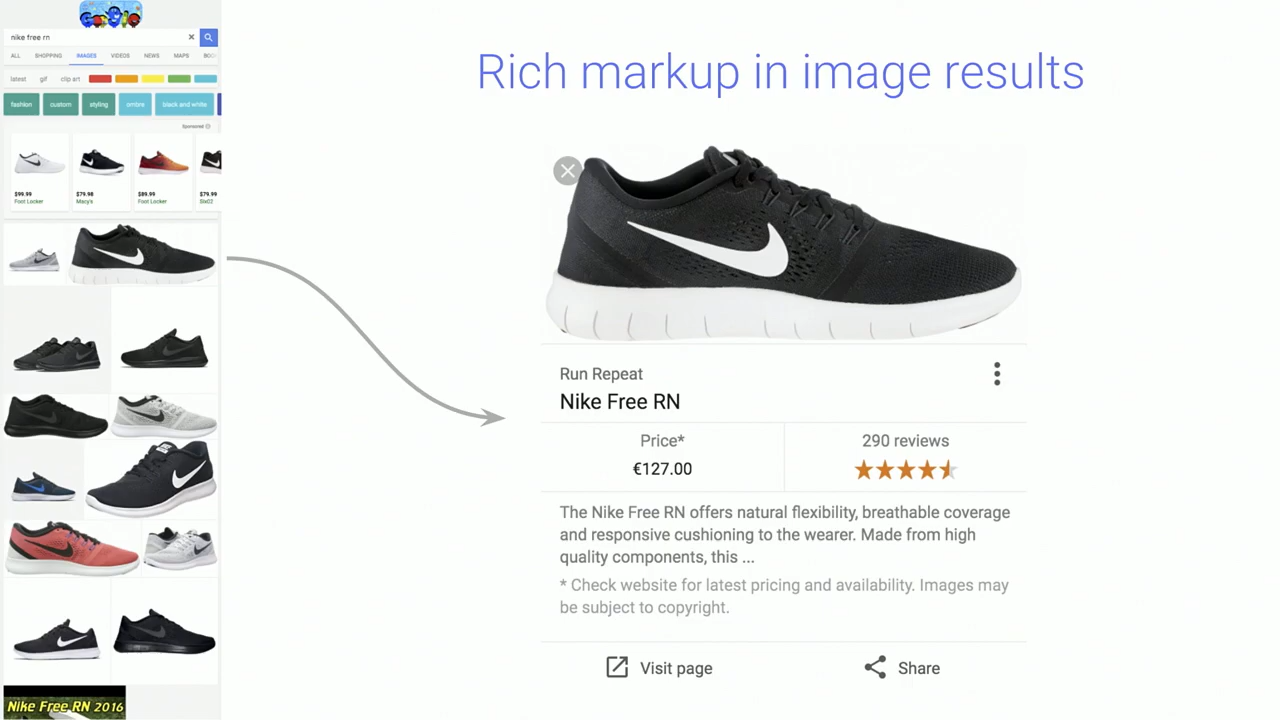 nike free rn
ALL SHOPPING IMAGES VIDEOS NEWS MAPS
latest gif clip art
fashion custom styling ombre black and white
Sponsored
$99.99 $79.98 $89.99 $79.99
Foot Locker Macy's Foot Locker Six02
Nike Free RN 2016
Rich markup in image results
Run Repeat
Nike Free RN
Price* 290 reviews
€127.00
The Nike Free RN offers natural flexibility, breathable coverage
and responsive cushioning to the wearer. Made from high
quality components, this ...
* Check website for latest pricing and availability. Images may
be subject to copyright.
Visit page Share